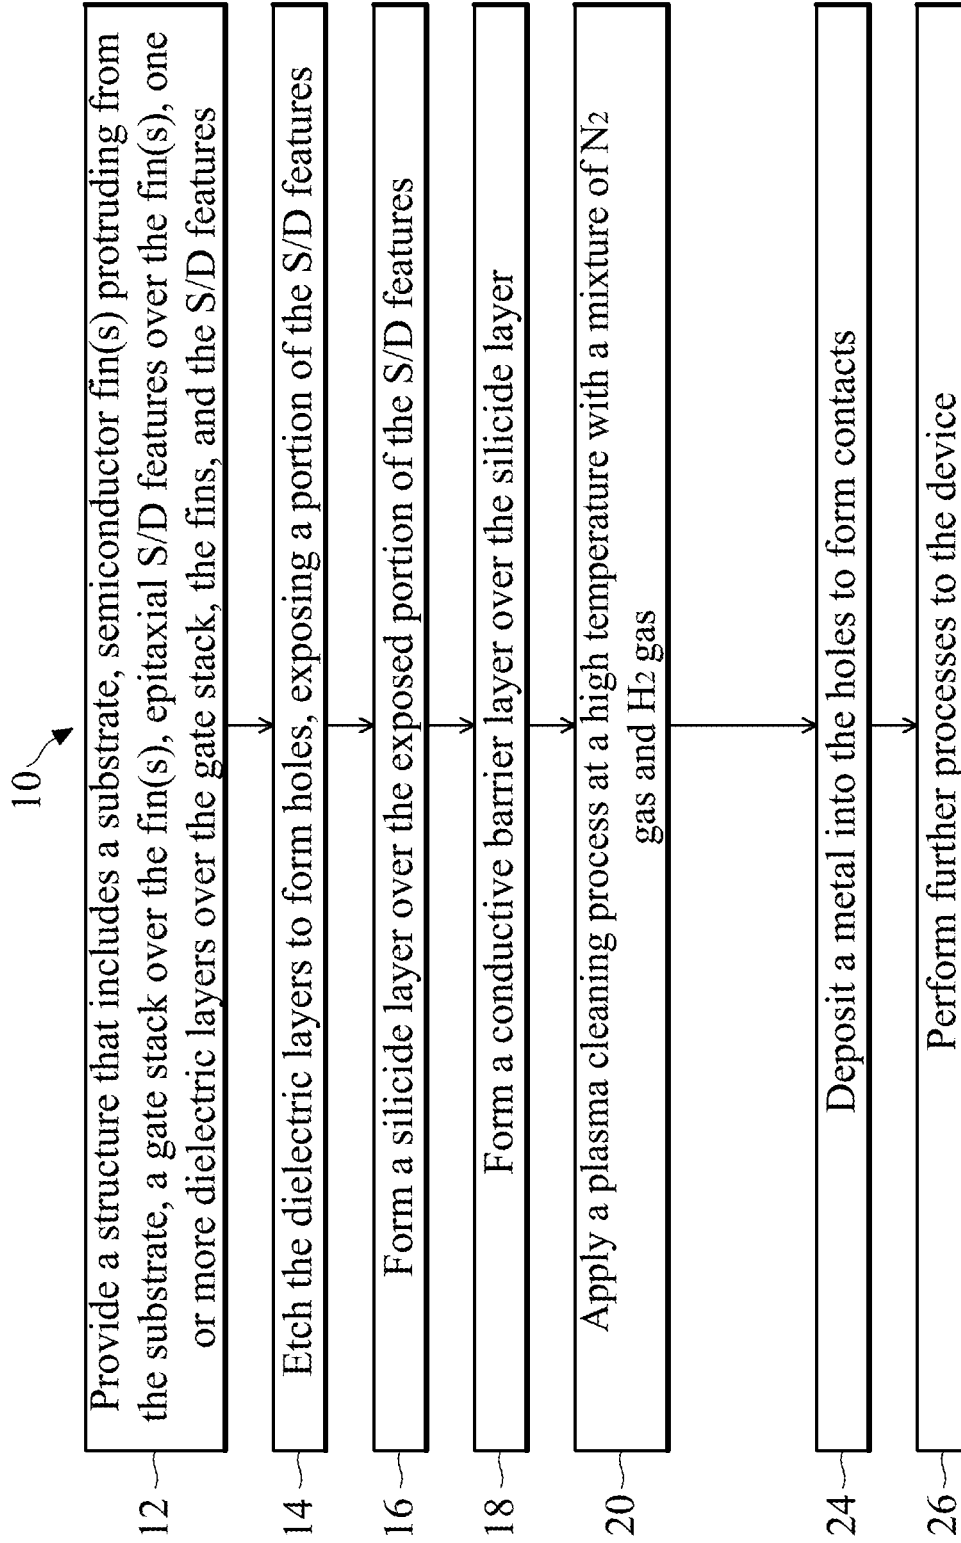 10
12
Provide a structure that includes a substrate, semiconductor fin(s) protruding from
the substrate, a gate stack over the fin(s), epitaxial S/D features over the fin(s), one
or more dielectric layers over the gate stack, the fins, and the S/D features
14
Etch the dielectric layers to form holes, exposing a portion of the S/D features
16
Form a silicide layer over the exposed portion of the S/D features
18
Form a conductive barrier layer over the silicide layer
20
Apply a plasma cleaning process at a high temperature with a mixture of N2
gas and H2 gas
24
Deposit a metal into the holes to form contacts
26
Perform further processes to the device